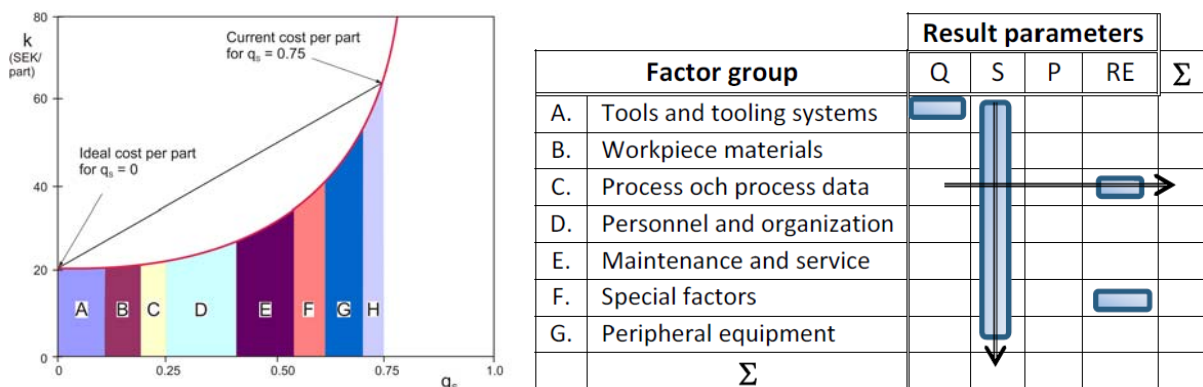 80
k
(SEK/
part)
60
40
20
0
Current cost per part
for qs = 0.75
Ideal cost per part
for qs = 0
A B C D E F G H
0 0.25 0.50 0.75 1.0
qs
Result parameters
Factor group Q S P RE Σ
A. Tools and tooling systems
B. Workpiece materials
C. Process och process data
D. Personnel and organization
E. Maintenance and service
F. Special factors
G. Peripheral equipment
Σ